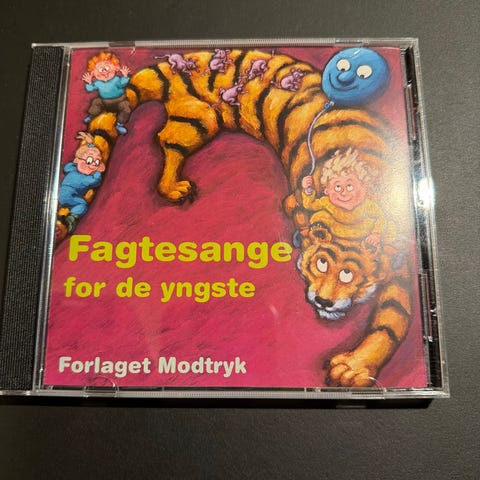 Fagtesange
for de yngste
Forlaget Modtryk